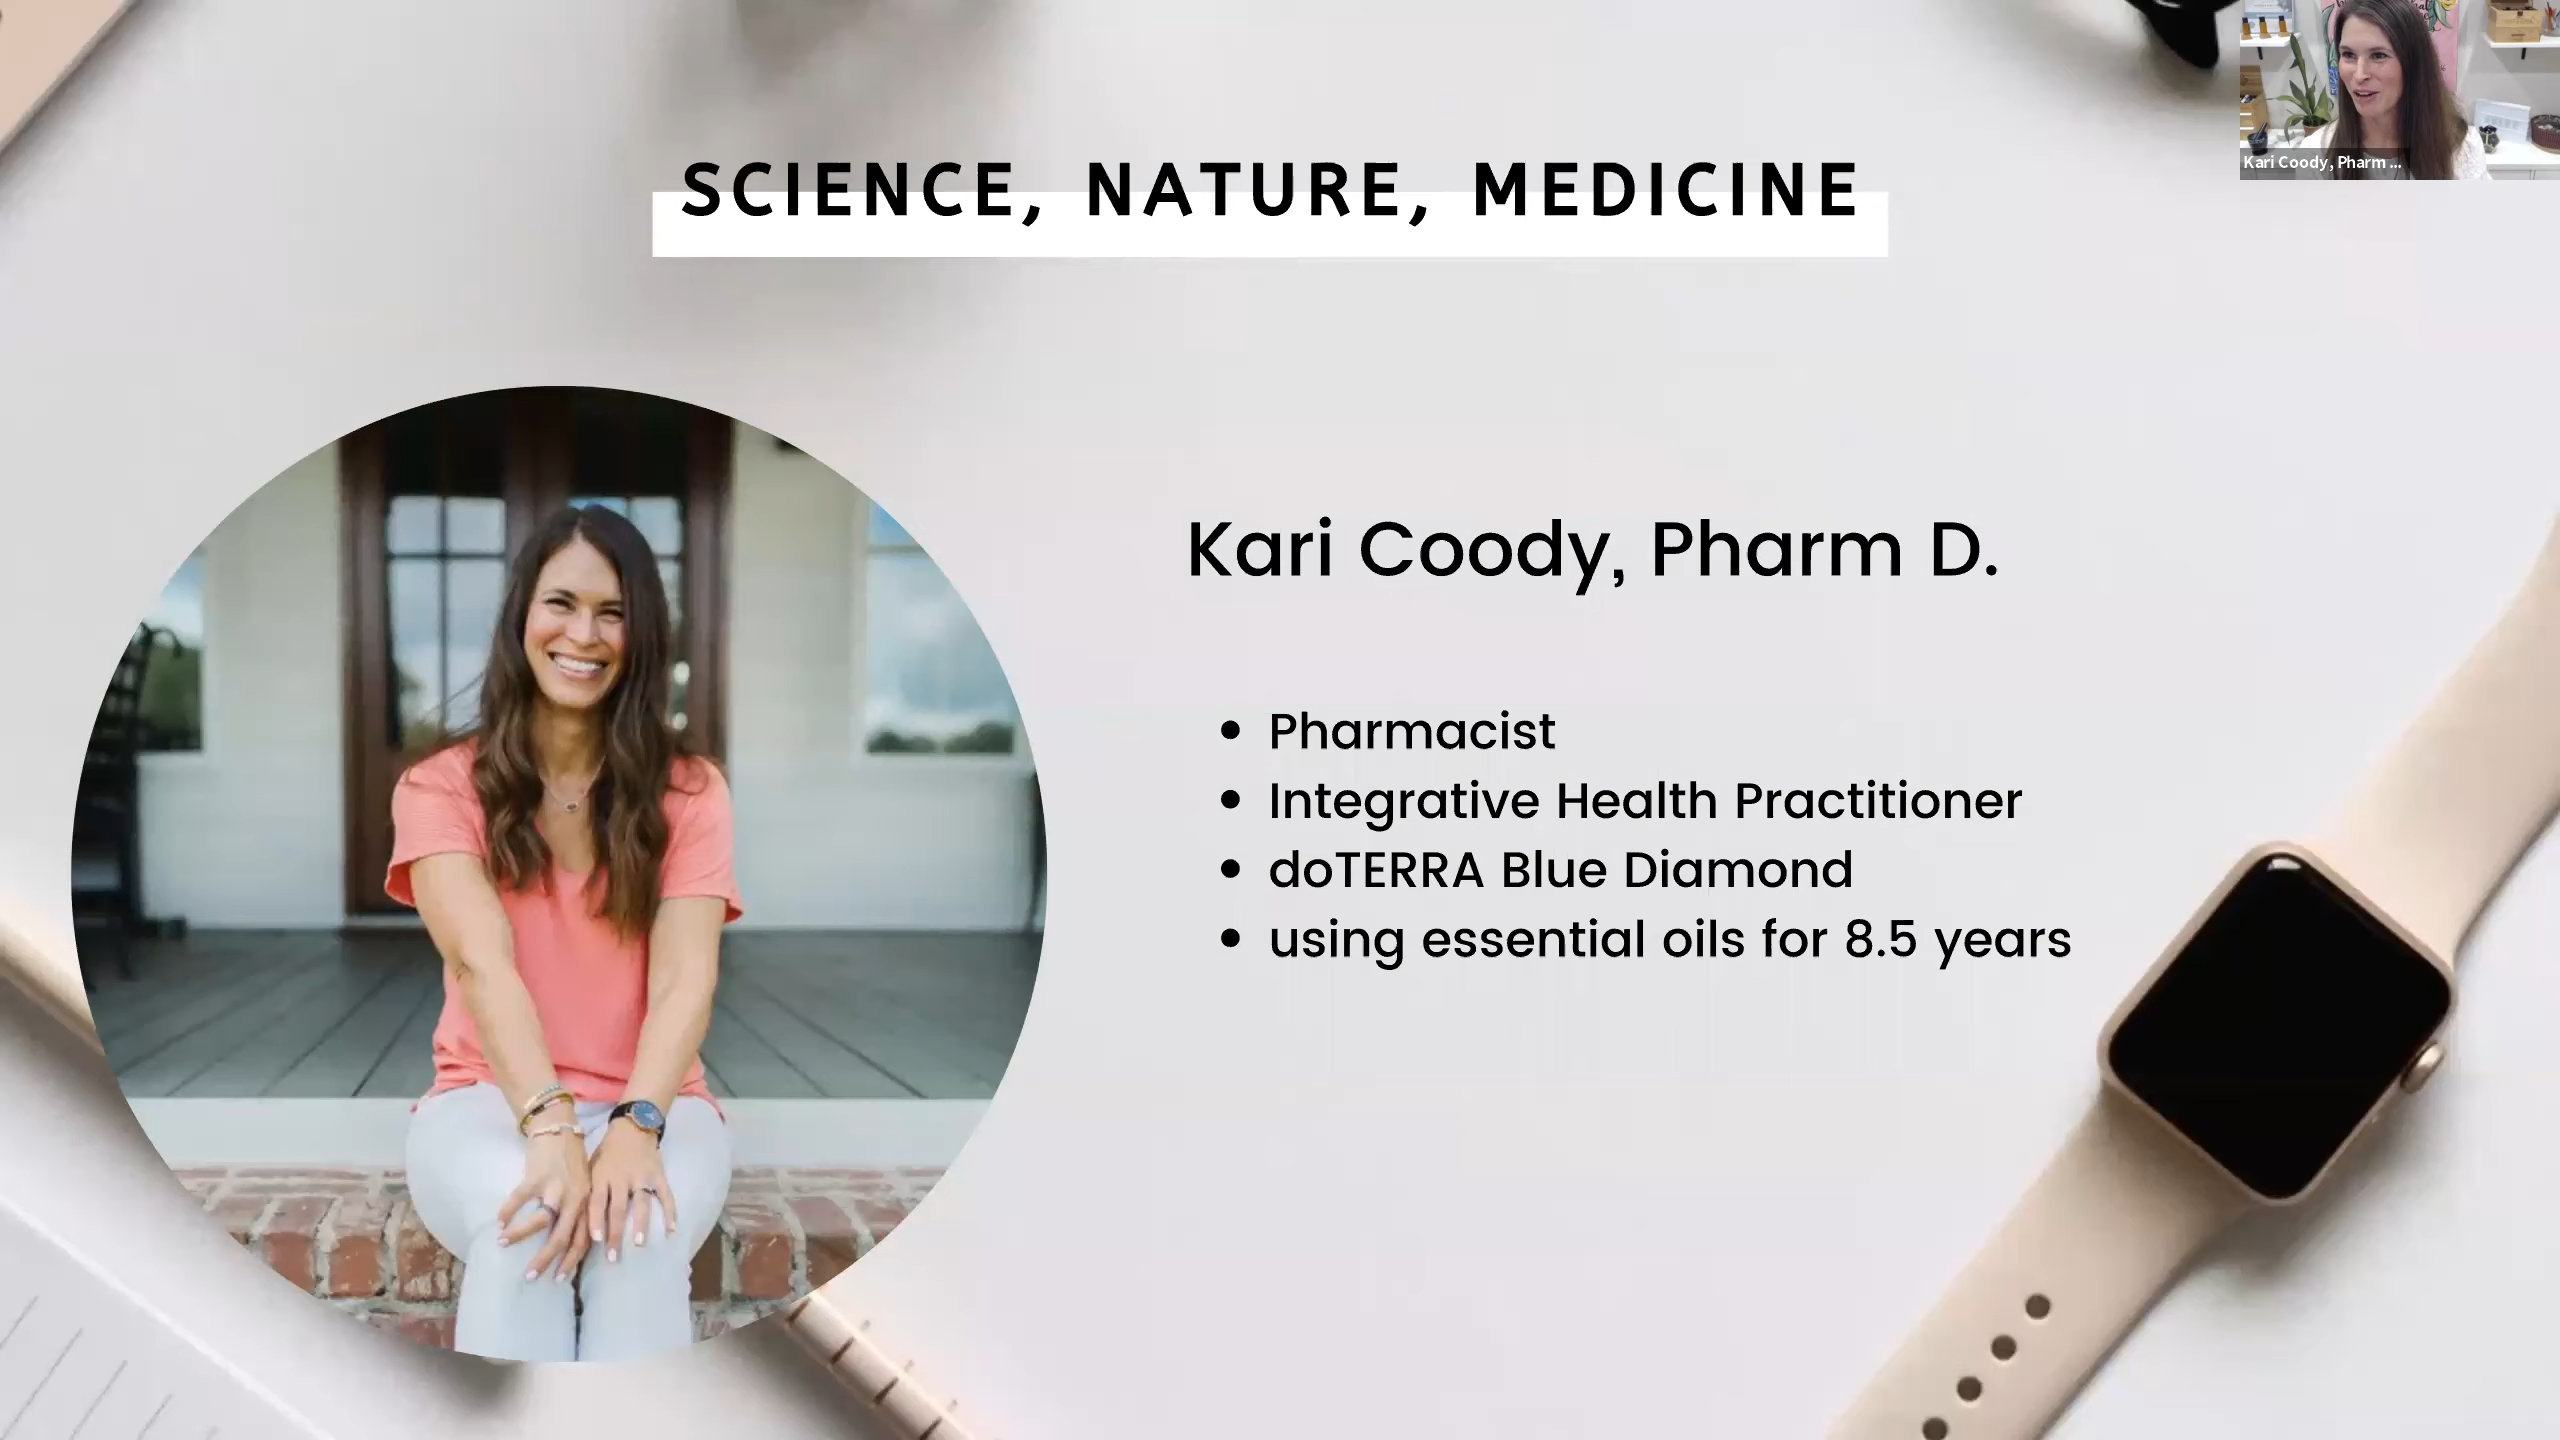 SCIENCE, NATURE, MEDICINE
Kari Coody, Pharm ...
Kari Coody, Pharm D.
• Pharmacist
• Integrative Health Practitioner
• doTERRA Blue Diamond
• using essential oils for 8.5 years